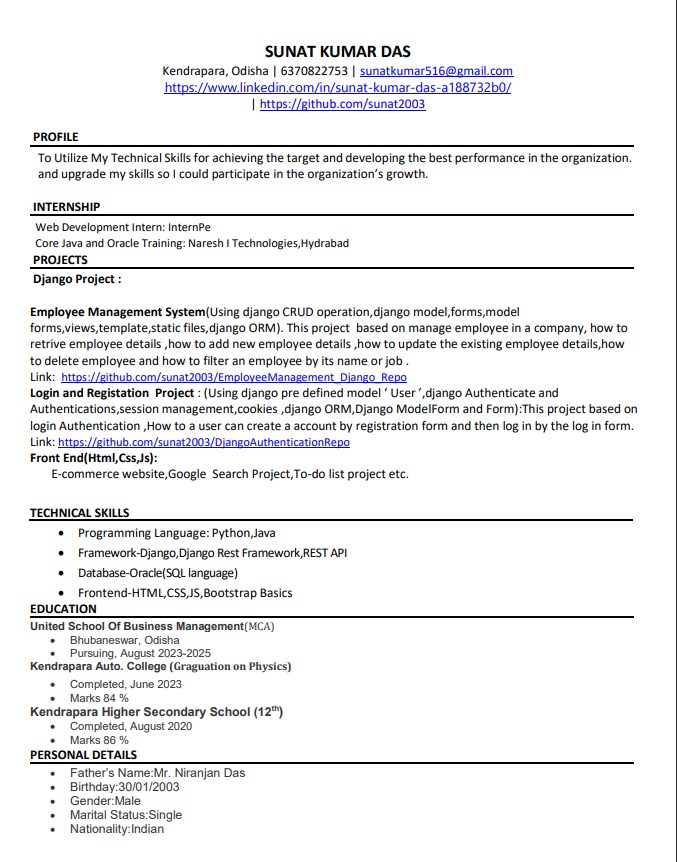 SUNAT KUMAR DAS
Kendrapara, Odisha | 6370822753 | sunatkumar516@gmail.com
https://www.linkedin.com/in/sunat-kumar-das-a188732b0/
| https://github.com/sunat2003
PROFILE
To Utilize My Technical Skills for achieving the target and developing the best performance in the organization.
and upgrade my skills so I could participate in the organization’s growth.
INTERNSHIP
Web Development Intern: InternPe
Core Java and Oracle Training: Naresh I Technologies,Hydrabad
PROJECTS
Django Project :
Employee Management System(Using django CRUD operation,django model,forms,model
forms,views,template,static files,django ORM). This project based on manage employee in a company, how to
retrive employee details ,how to add new employee details ,how to update the existing employee details,how
to delete employee and how to filter an employee by its name or job .
Link: https://github.com/sunat2003/EmployeeManagement_Django_Repo
Login and Registation Project : (Using django pre defined model ‘ User ’,django Authenticate and
Authentications,session management,cookies ,django ORM,Django ModelForm and Form):This project based on
login Authentication ,How to a user can create a account by registration form and then log in by the log in form.
Link: https://github.com/sunat2003/DjangoAuthenticationRepo
Front End(Html,Css,Js):
E-commerce website,Google Search Project,To-do list project etc.
TECHNICAL SKILLS
• Programming Language: Python,Java
• Framework-Django,Django Rest Framework,REST API
• Database-Oracle(SQL language)
• Frontend-HTML,CSS,JS,Bootstrap Basics
EDUCATION
United School Of Business Management(MCA)
• Bhubaneswar, Odisha
• Pursuing, August 2023-2025
Kendrapara Auto. College (Graguation on Physics)
• Completed, June 2023
• Marks 84 %
Kendrapara Higher Secondary School (12th)
• Completed, August 2020
• Marks 86 %
PERSONAL DETAILS
• Father’s Name:Mr. Niranjan Das
• Birthday:30/01/2003
• Gender:Male
• Marital Status:Single
• Nationality:Indian